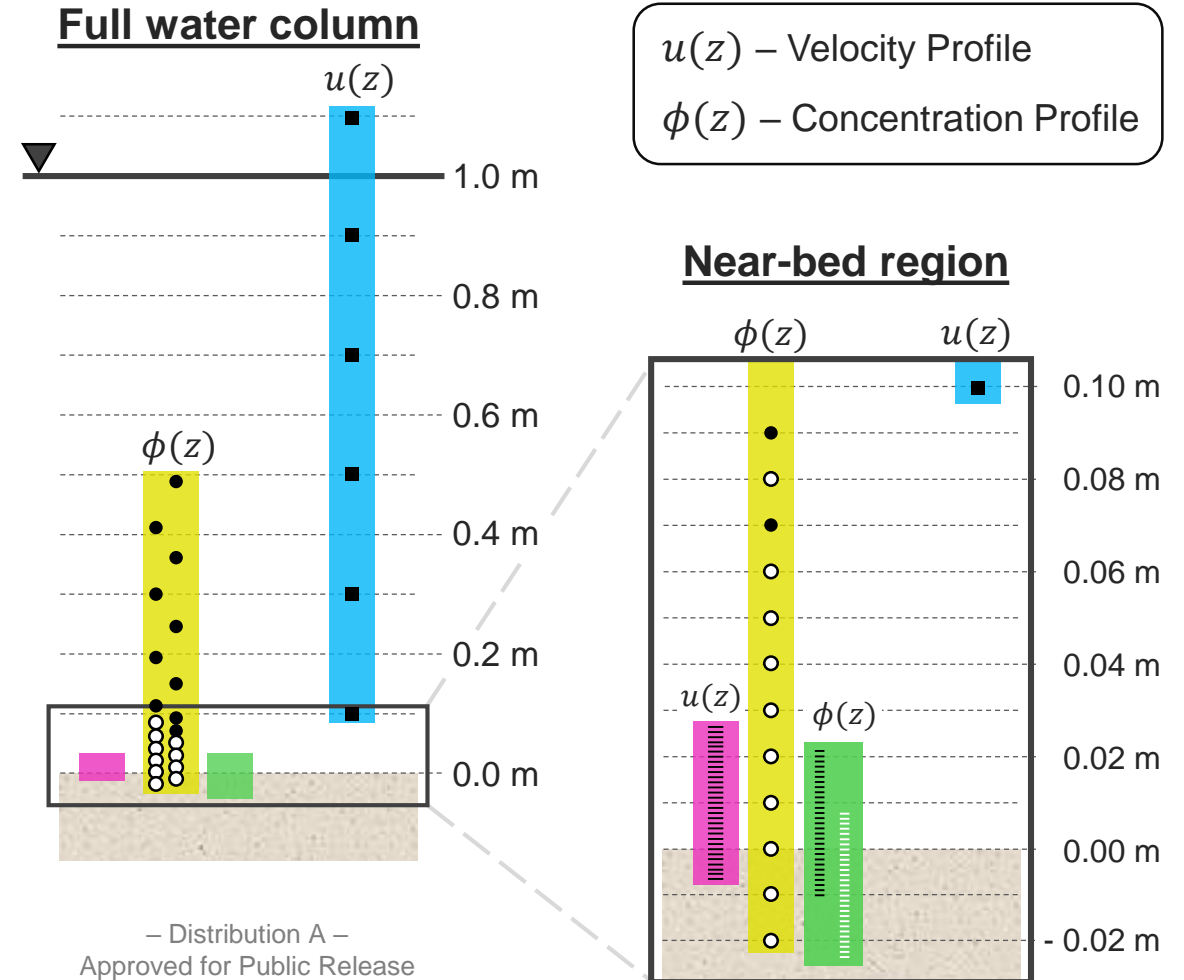 Full water column
u(z)
1.0 m
0.8 m
0.6 m
ϕ(z)
0.4 m
0.2 m
0.0 m
– Distribution A –
Approved for Public Release
u(z) – Velocity Profile
ϕ(z) – Concentration Profile
Near-bed region
ϕ(z) u(z)
0.10 m
0.08 m
0.06 m
0.04 m
u(z) ϕ(z)
0.02 m
0.00 m
- 0.02 m